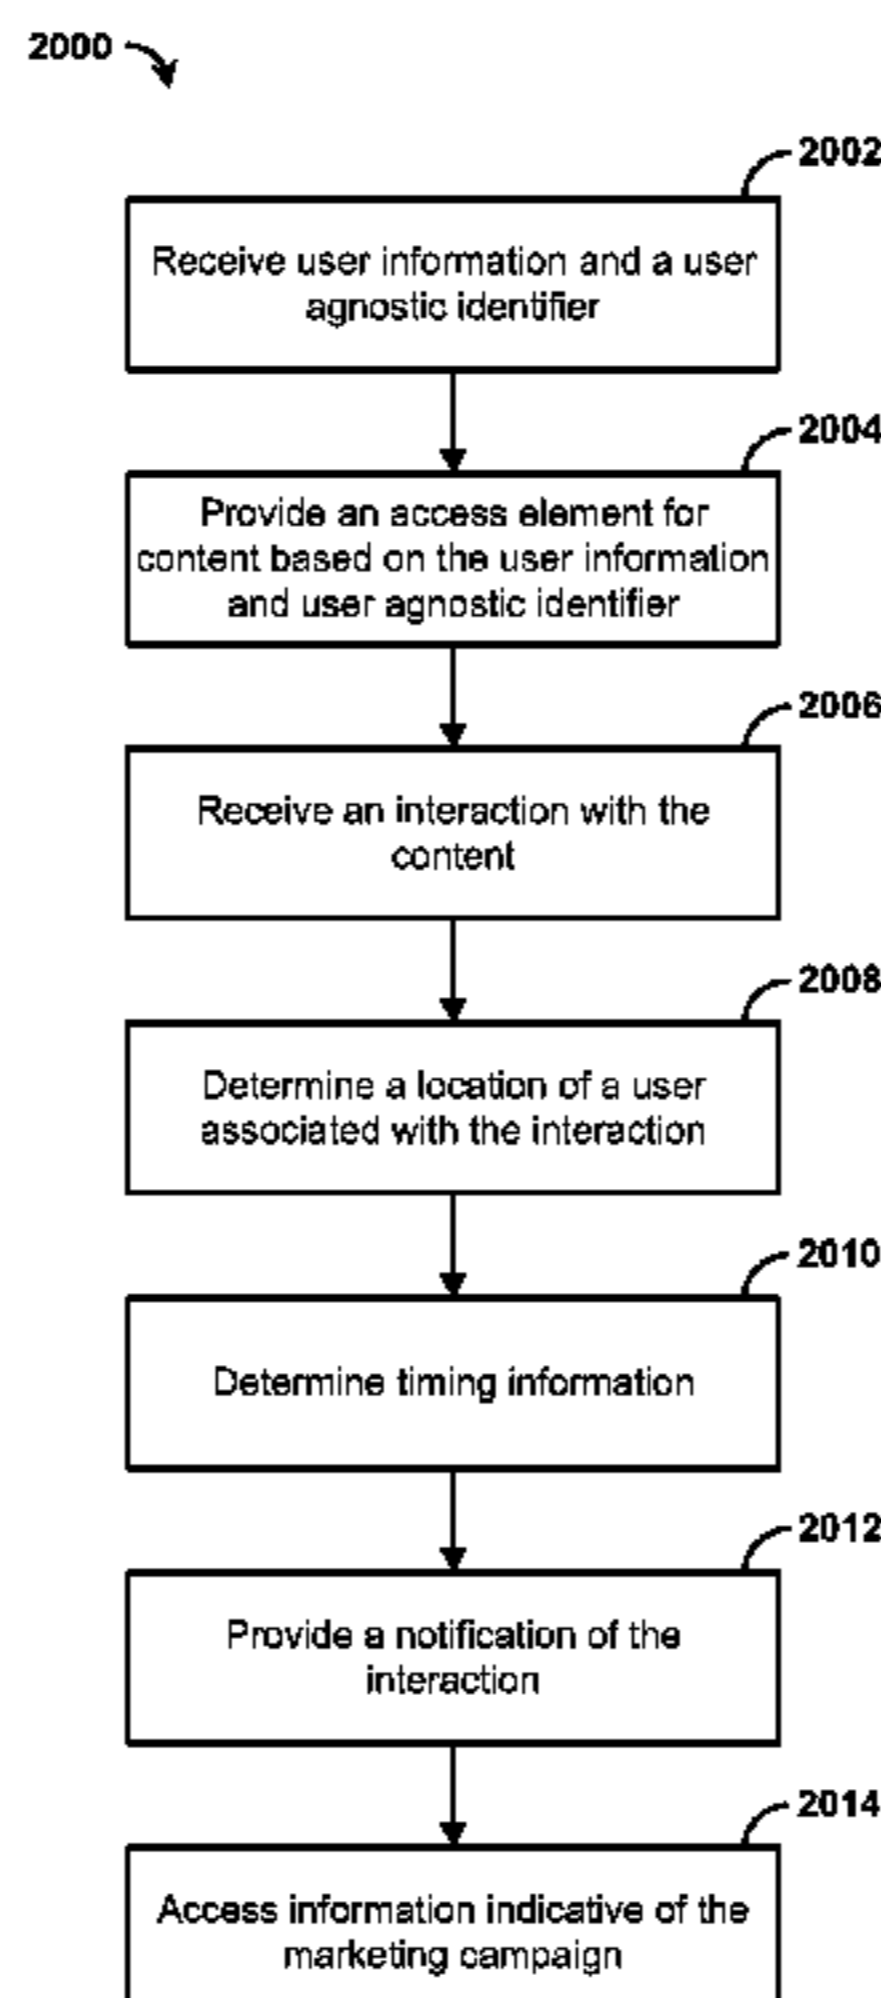 2000
2002
Receive user information and a user
agnostic identifier
2004
Provide an access element for
content based on the user information
and user agnostic identifier
2006
Receive an interaction with the
content
2008
Determine a location of a user
associated with the interaction
2010
Determine timing information
2012
Provide a notification of the
interaction
2014
Access information indicative of the
marketing campaign